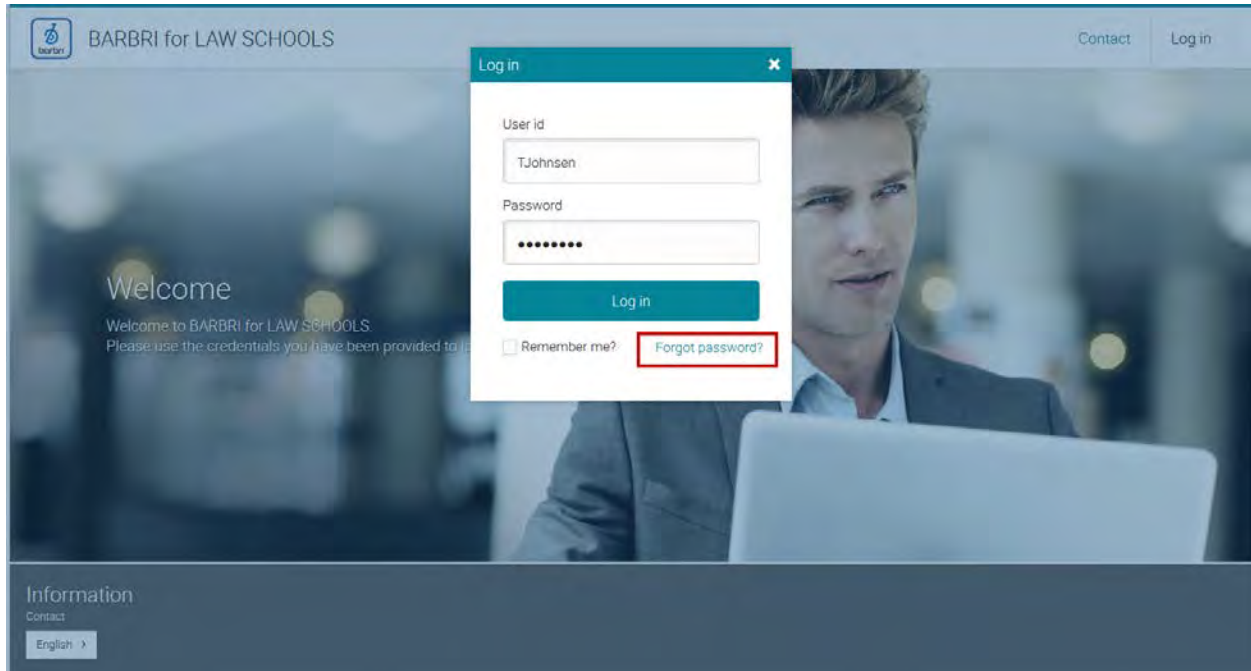 barbri
BARBRI for LAW SCHOOLS
Contact
Log in
Log in
User id
TJohnsen
Password
Log in
Remember me?
Forgot password?
Welcome
Welcome to BARBRI for LAW SCHOOLS.
Please use the credentials you have been provided to
Information
Contact
English